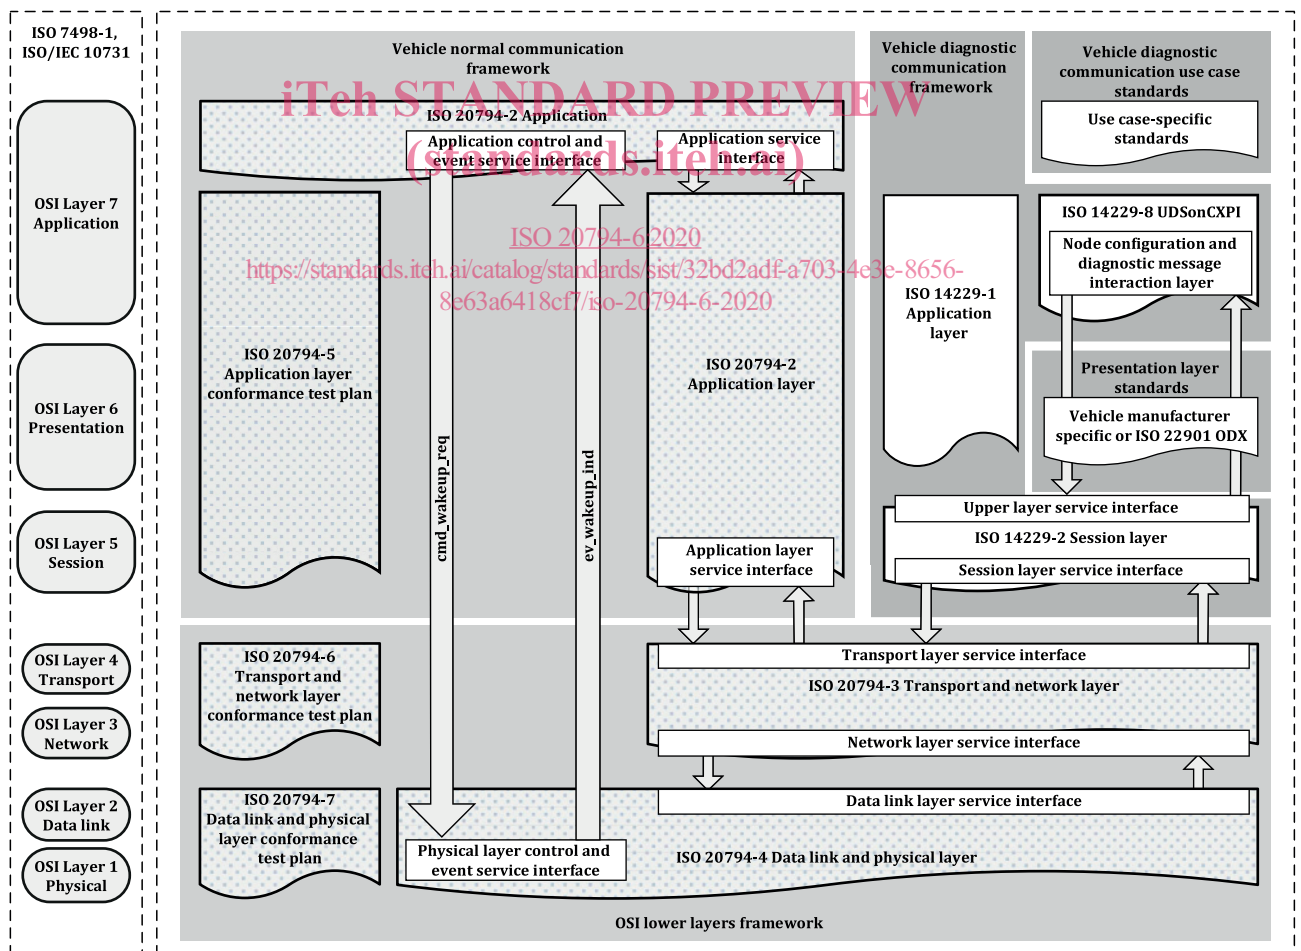 ISO 7498-1,
ISO/IEC 10731
OSI Layer 7
Application
OSI Layer 6
Presentation
OSI Layer 5
Session
OSI Layer 4
Transport
OSI Layer 3
Network
OSI Layer 2
Data link
OSI Layer 1
Physical
Vehicle normal communication
framework
iTeh STANDARD PREVIEW
(standards.iteh.ai)
ISO 20794-2 Application
Application control and
event service interface
Application service
interface
ISO 20794-6:2020
https://standards.iteh.ai/catalog/standards/sist/32bd2adf-a703-4e3e-8656-
8e63a6418cf7/iso-20794-6-2020
ISO 20794-5
Application layer
conformance test plan
cmd_wakeup_req
ev_wakeup_ind
ISO 20794-2
Application layer
Application layer
service interface
Vehicle diagnostic
communication
framework
Vehicle diagnostic
communication use case
standards
Use case-specific
standards
ISO 14229-1
Application
layer
ISO 14229-8 UDSonCXPI
Node configuration and
diagnostic message
interaction layer
Presentation layer
standards
Vehicle manufacturer
specific or ISO 22901 ODX
Upper layer service interface
ISO 14229-2 Session layer
Session layer service interface
ISO 20794-6
Transport and
network layer
conformance test plan
Transport layer service interface
ISO 20794-3 Transport and network layer
Network layer service interface
ISO 20794-7
Data link and physical
layer conformance
test plan
Data link layer service interface
Physical layer control and
event service interface
ISO 20794-4 Data link and physical layer
OSI lower layers framework